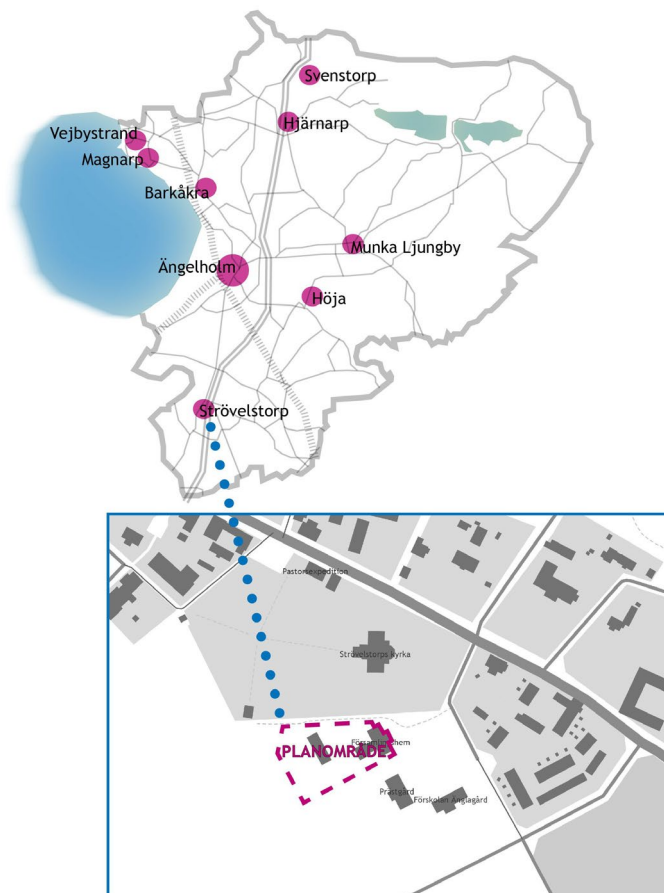 Svenstorp
Hjärnarp
Vejbystrand
Magnarp
Barkåkra
Munka Ljungby
Ängelholm
Höja
Strövelstorp
Pastorsexpedition
Strövelstorps kyrka
Församlingshem
PLANOMRÅDE
Prästgård
Förskolan Änglagård